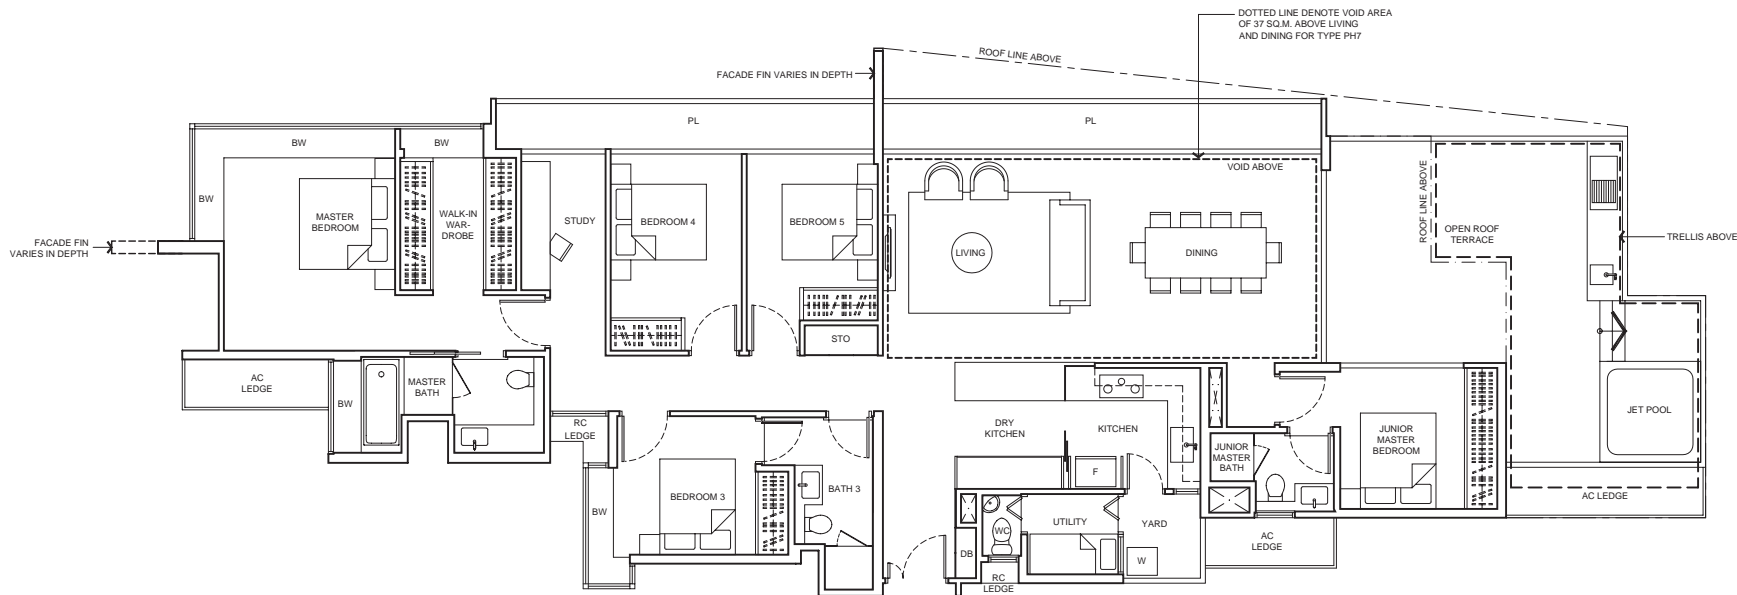 DOTTED LINE DENOTE VOID AREA
OF 37 SQ.M. ABOVE LIVING
AND DINING FOR TYPE PH7
ROOF LINE ABOVE
FACADE FIN VARIES IN DEPTH
PL
PL
BW
BW
VOID ABOVE
ROOF LINE ABOVE
BW
MASTER
BEDROOM
WALK-IN
WAR-
DROBE
STUDY
BEDROOM 4
BEDROOM 5
LIVING
DINING
OPEN ROOF
TERRACE
TRELLIS ABOVE
FACADE FIN
VARIES IN DEPTH
STO
AC
LEDGE
BW
MASTER
BATH
RC
LEDGE
DRY
KITCHEN
KITCHEN
JUNIOR
MASTER
BATH
JUNIOR
MASTER
BEDROOM
JET POOL
F
BEDROOM 3
BATH 3
BW
AC LEDGE
WC
UTILITY
YARD
AC
LEDGE
DB
W
RC
LEDGE